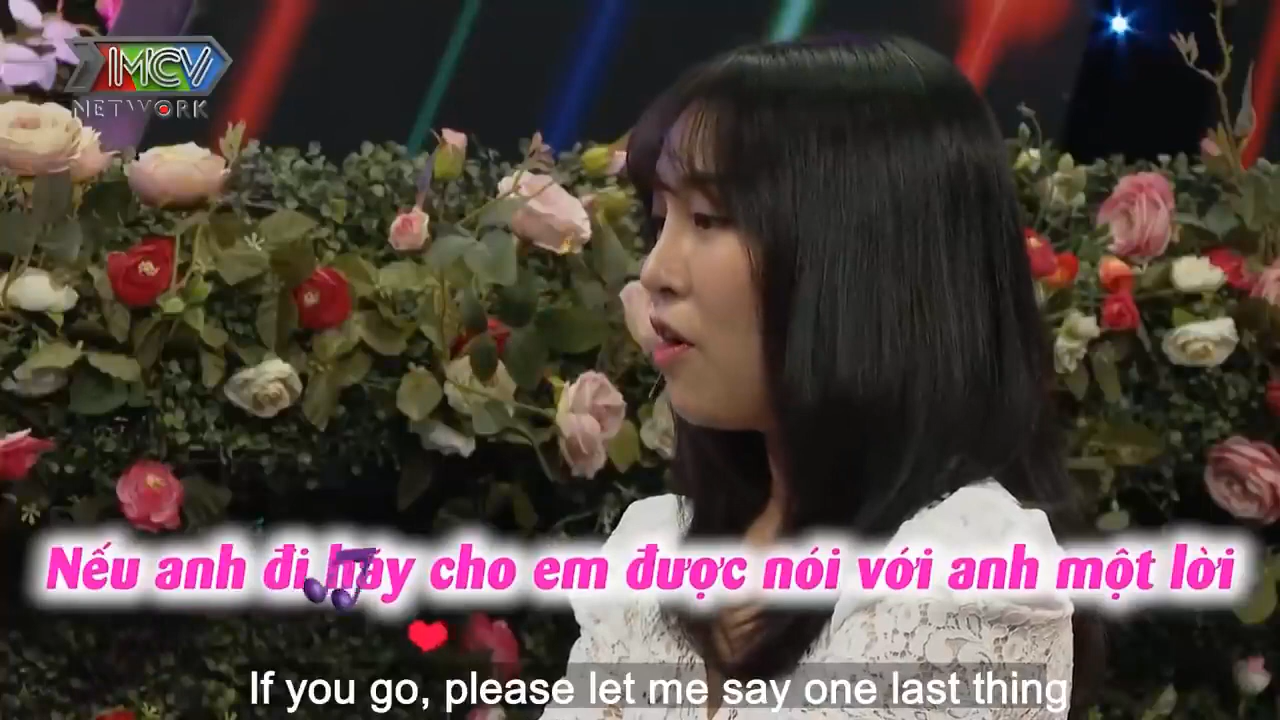 MCV
NETWORK
Nếu anh đi hãy cho em được nói với anh một lời
If you go, please let me say one last thing